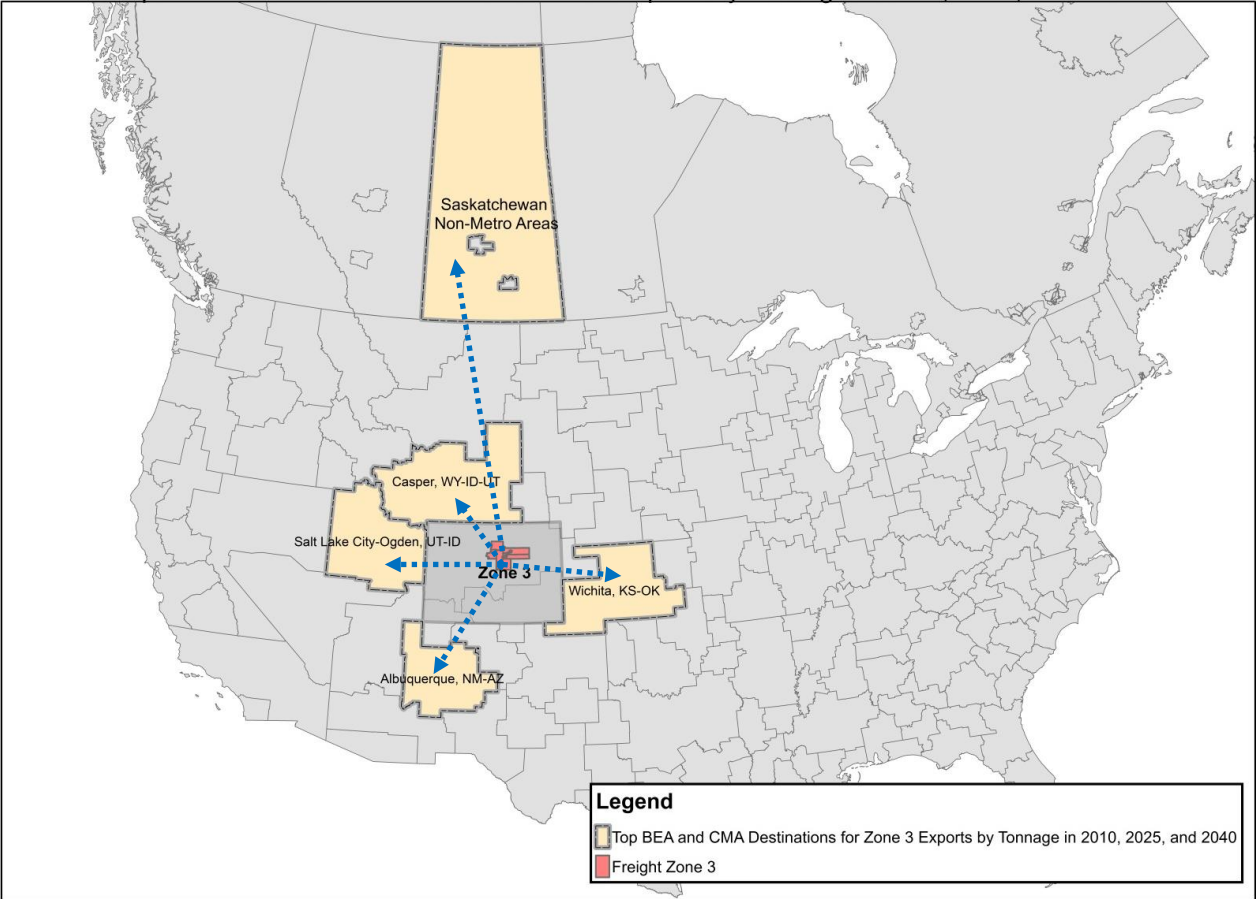 Saskatchewan
Non-Metro Areas
Casper, WY-ID-UT
Salt Lake City-Ogden, UT-ID
Zone 3
Wichita, KS-OK
Albuquerque, NM-AZ
Legend
Top BEA and CMA Destinations for Zone 3 Exports by Tonnage in 2010, 2025, and 2040
Freight Zone 3